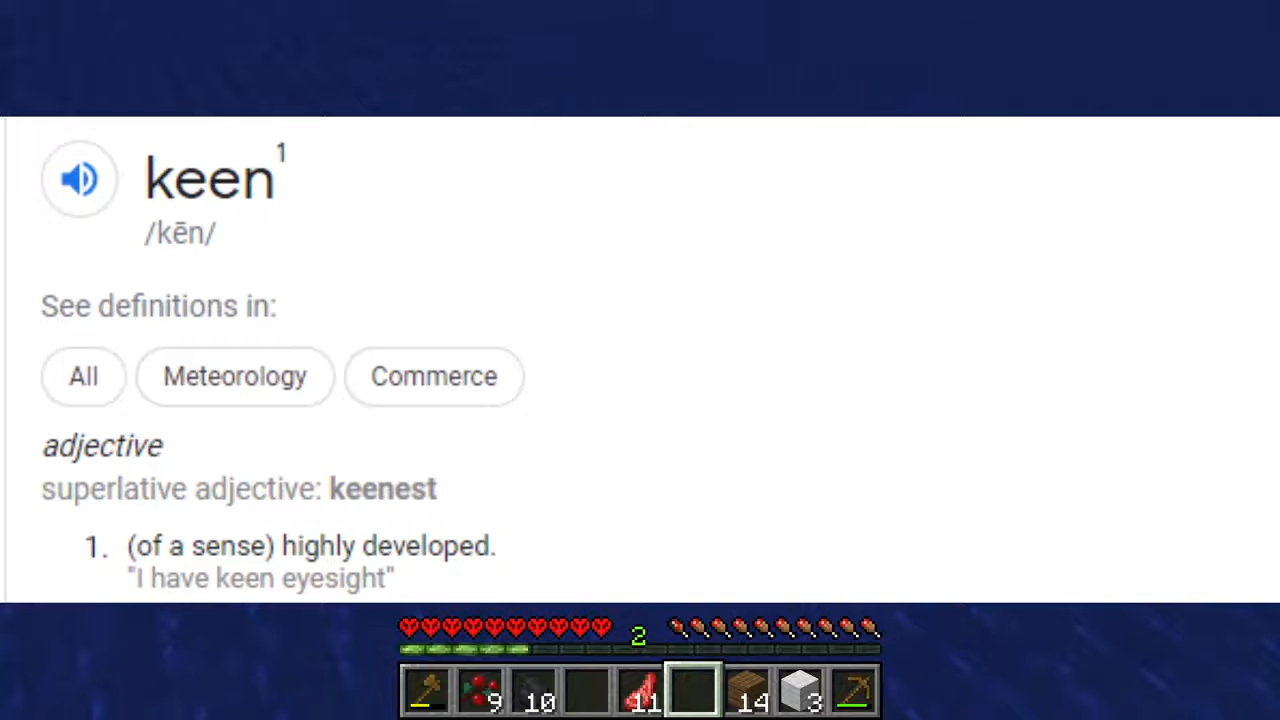 keen1
/kēn/
See definitions in:
All Meteorology Commerce
adjective
superlative adjective: keenest
1. (of a sense) highly developed.
"I have keen eyesight"
2
9 10 11 14 3